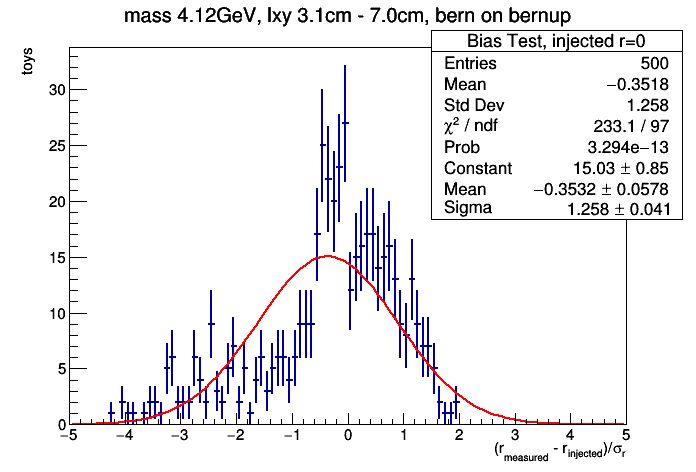 mass 4.12GeV, lxy 3.1cm - 7.0cm, bern on bernup
toys
Bias Test, injected r=0
Entries 500
Mean −0.3518
Std Dev 1.258
χ² / ndf 233.1 / 97
Prob 3.294e−13
Constant 15.03 ± 0.85
Mean −0.3532 ± 0.0578
Sigma 1.258 ± 0.041
30
25
20
15
10
5
0
−5 −4 −3 −2 −1 0 1 2 3 4 5
(r_measured - r_injected)/σ_r